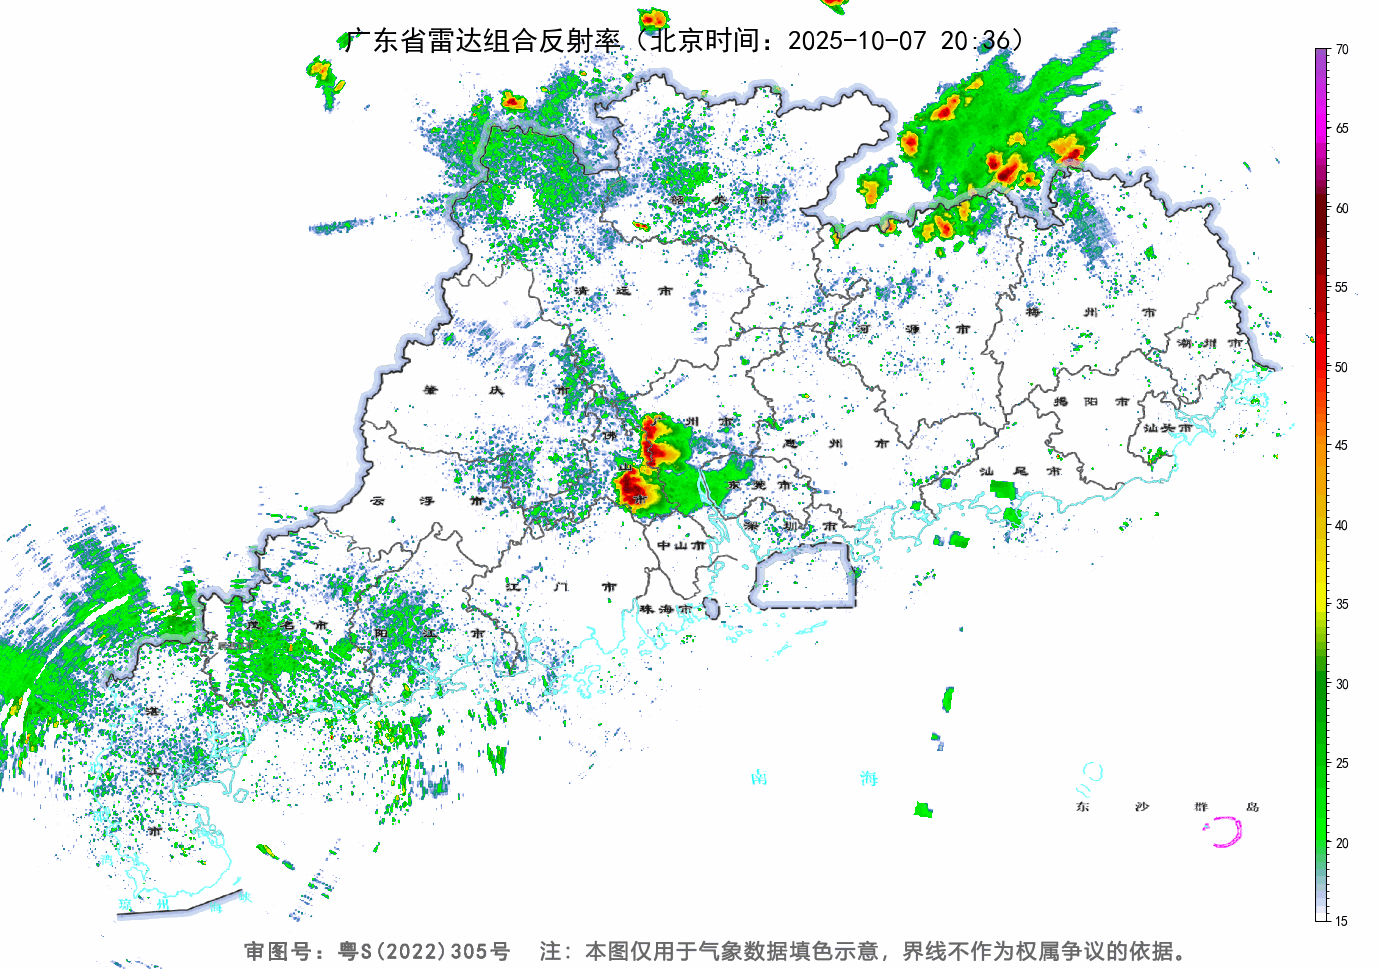 广东省雷达组合反射率（北京时间：2025-10-07 20:36）
70
65
60
55
50
45
40
35
30
25
20
15
韶关市
清远市
河源市
梅州市
潮州市
肇庆市
广州市
揭阳市
汕头市
佛山市
惠州市
汕尾市
云浮市
东莞市
深圳市
中山市
江门市
珠海市
茂名市
阳江市
湛江市
南海
东沙群岛
琼州海峡
审图号：粤S(2022)305号 注：本图仅用于气象数据填色示意，界线不作为权属争议的依据。